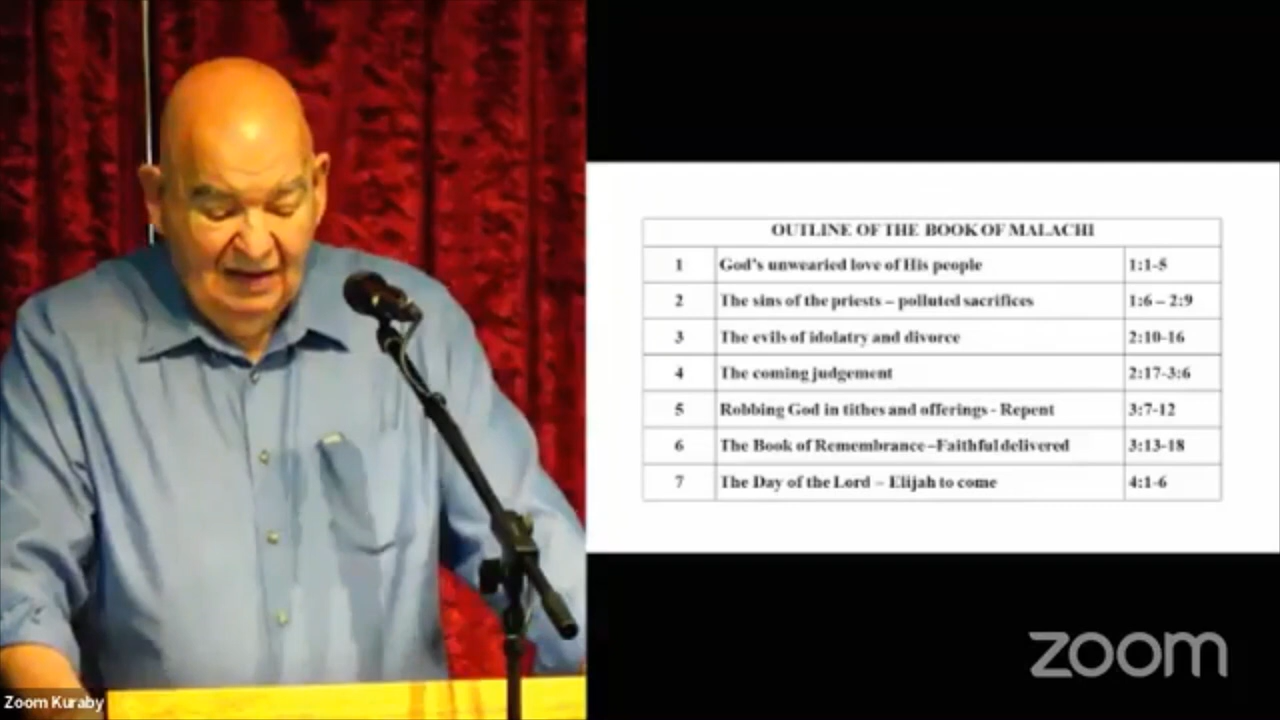 OUTLINE OF THE BOOK OF MALACHI
1 God's unwearied love of His people 1:1-5
2 The sins of the priests – polluted sacrifices 1:6 – 2:9
3 The evils of idolatry and divorce 2:10-16
4 The coming judgement 2:17-3:6
5 Robbing God in tithes and offerings - Repent 3:7-12
6 The Book of Remembrance –Faithful delivered 3:13-18
7 The Day of the Lord – Elijah to come 4:1-6
zoom
Zoom Kuraby